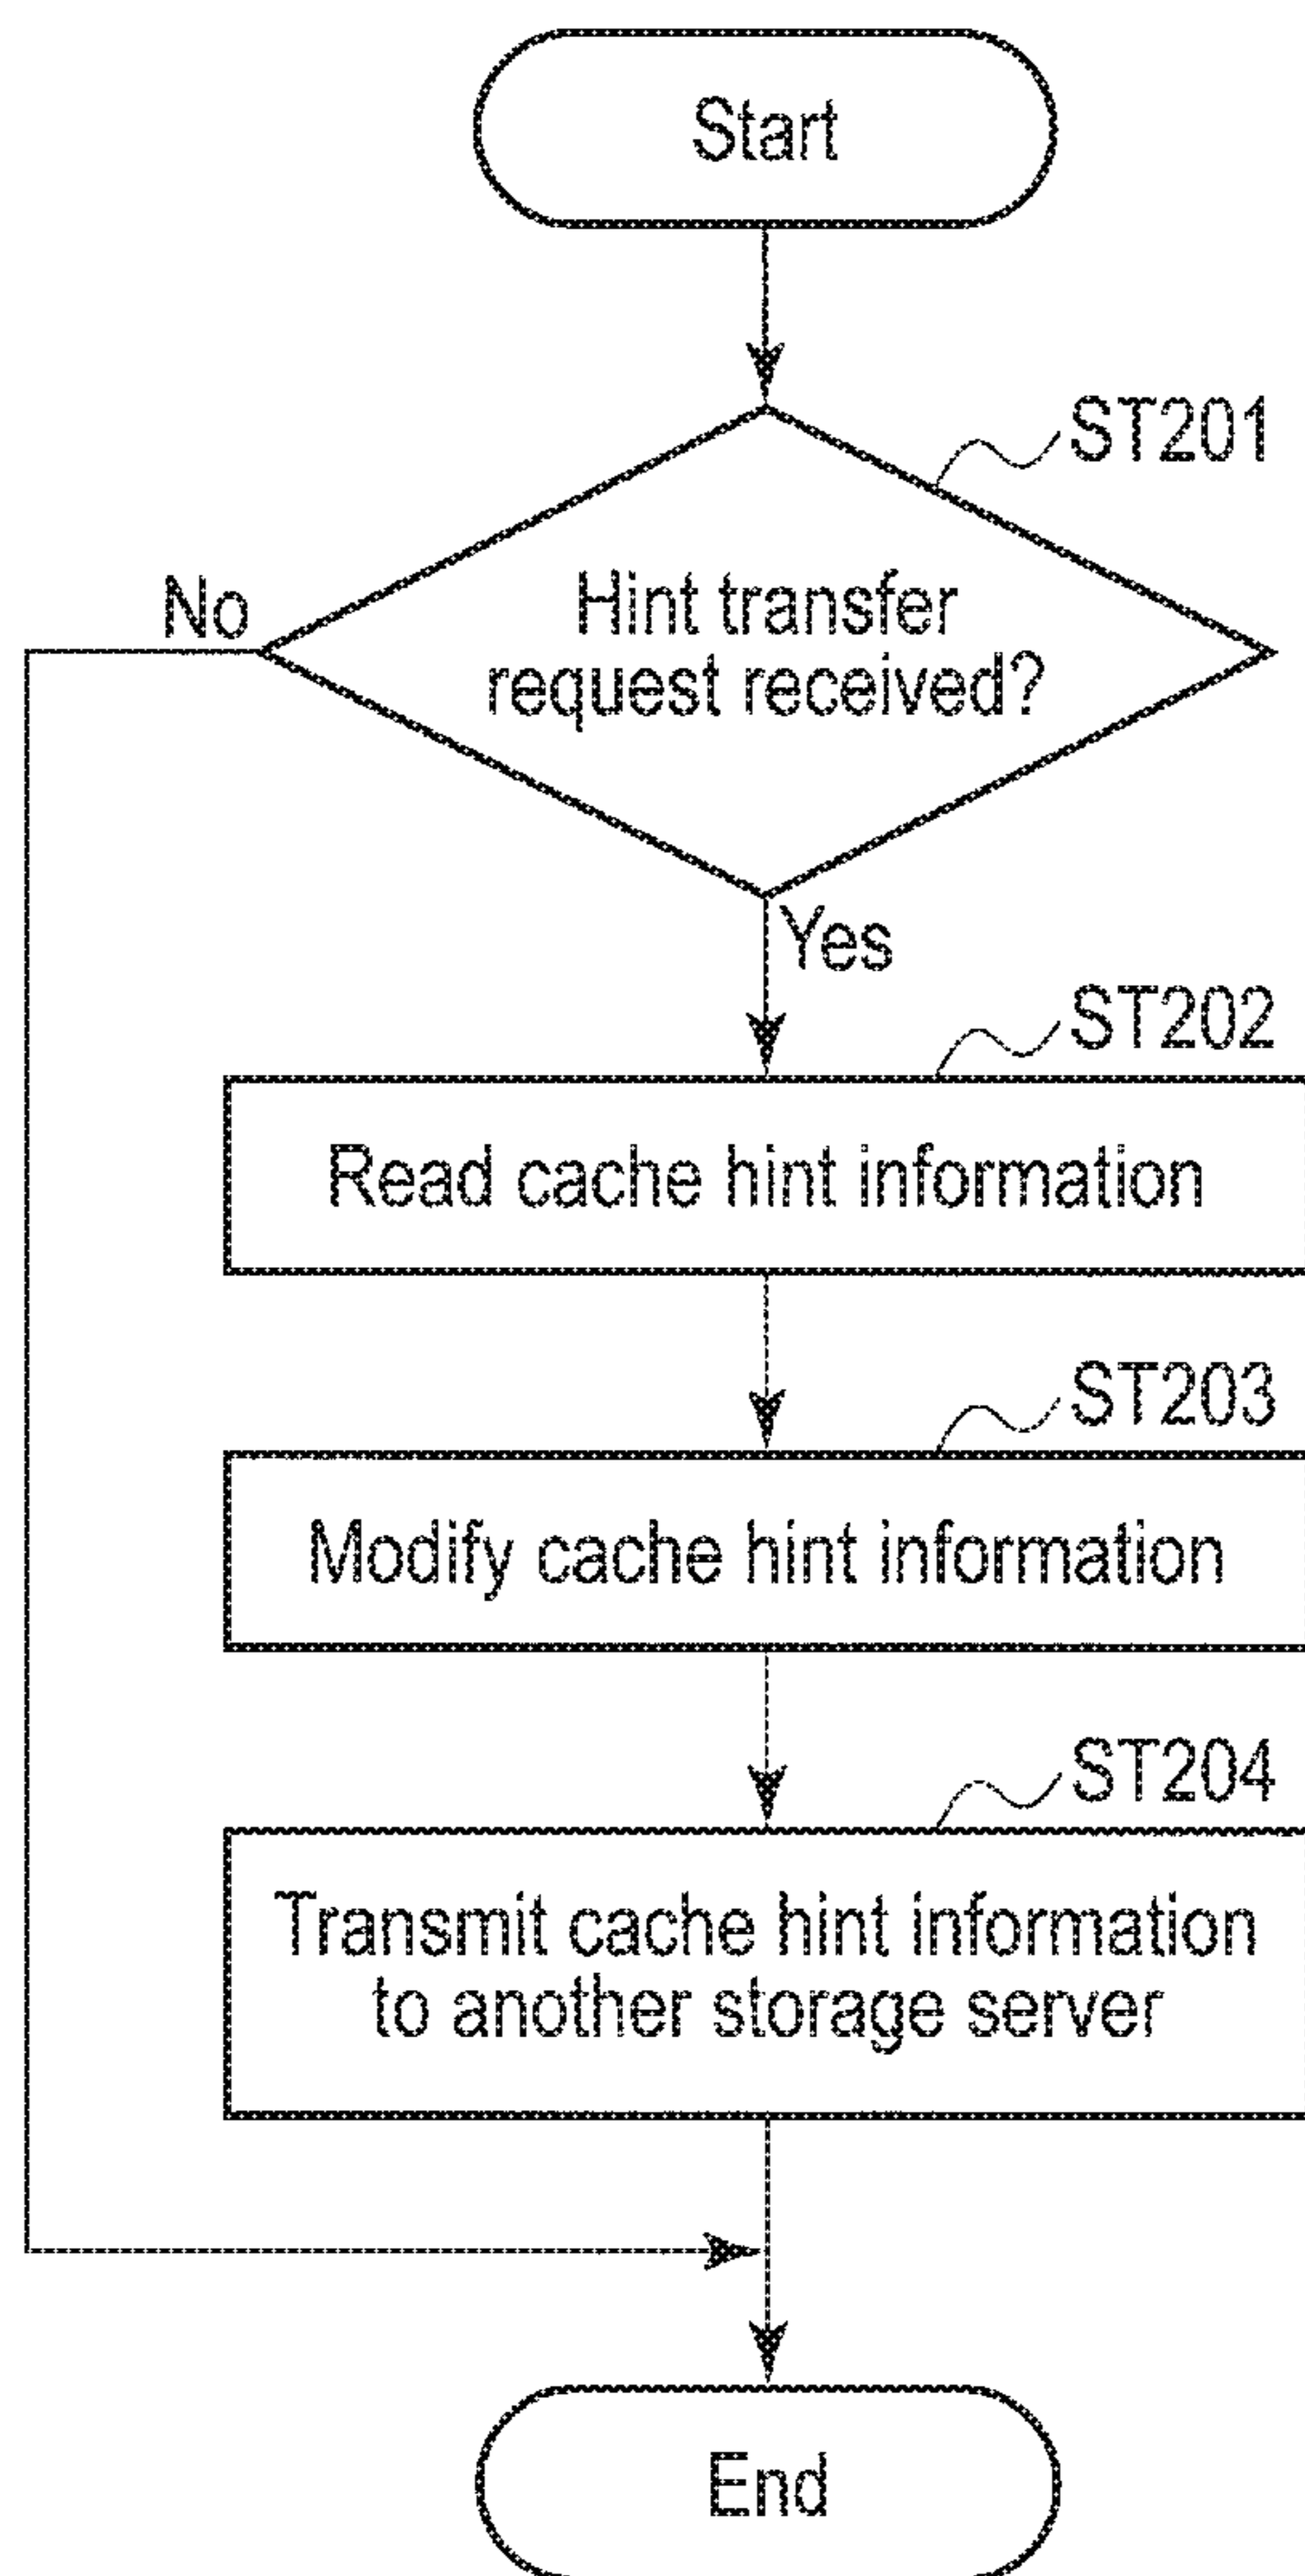 Start
ST201
Hint transfer
request received?
No
Yes
ST202
Read cache hint information
ST203
Modify cache hint information
ST204
Transmit cache hint information
to another storage server
End